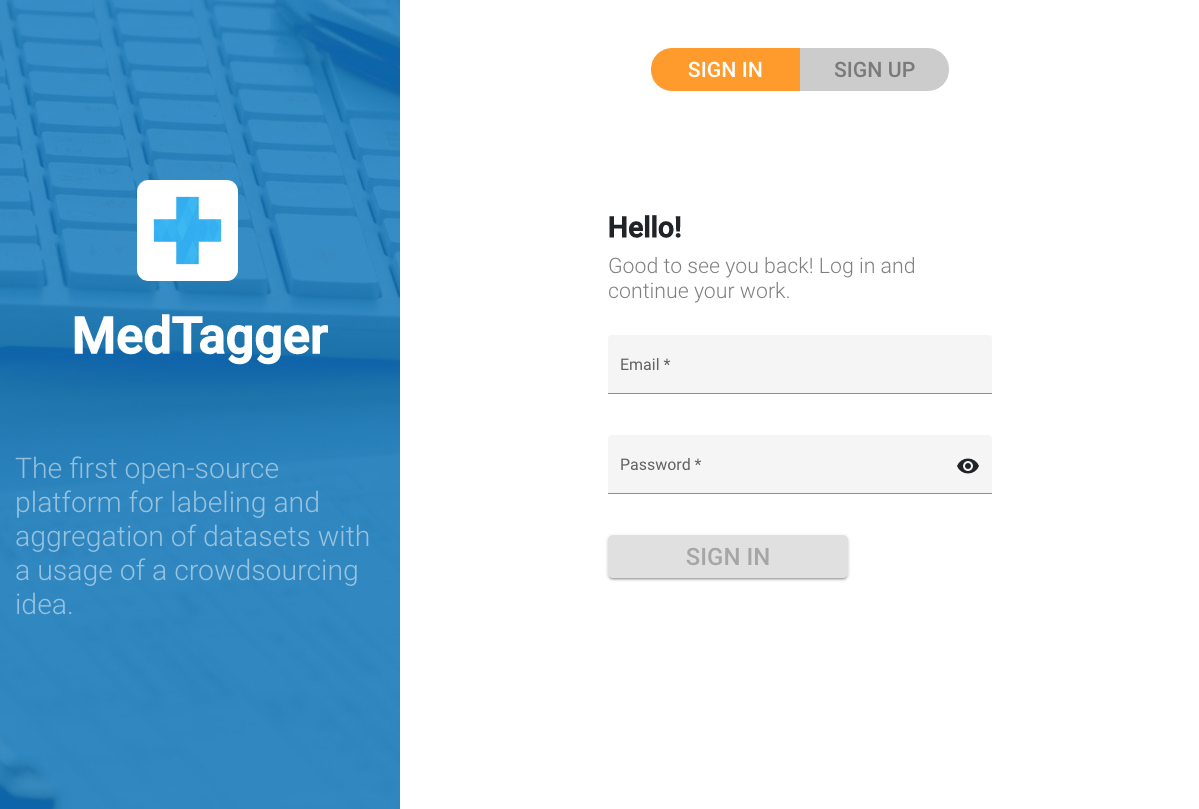 MedTagger
The first open-source
platform for labeling and
aggregation of datasets with
a usage of a crowdsourcing
idea.
SIGN IN
SIGN UP
Hello!
Good to see you back! Log in and
continue your work.
Email *
Password *
SIGN IN